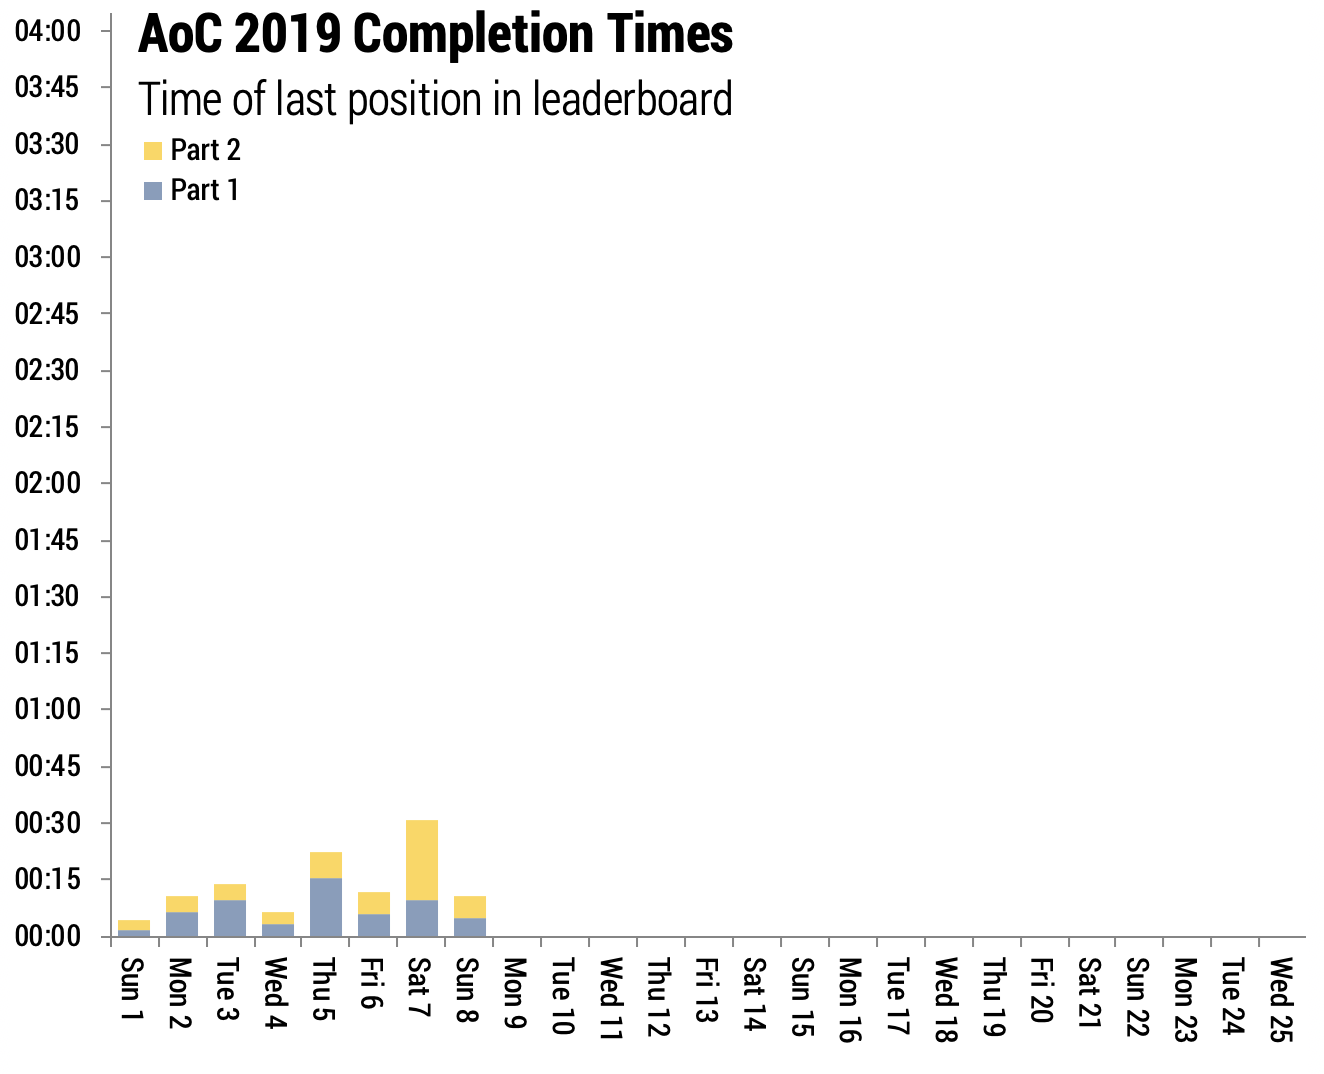 AoC 2019 Completion Times
Time of last position in leaderboard
Part 2
Part 1
04:00
03:45
03:30
03:15
03:00
02:45
02:30
02:15
02:00
01:45
01:30
01:15
01:00
00:45
00:30
00:15
00:00
Sun 1
Mon 2
Tue 3
Wed 4
Thu 5
Fri 6
Sat 7
Sun 8
Mon 9
Tue 10
Wed 11
Thu 12
Fri 13
Sat 14
Sun 15
Mon 16
Tue 17
Wed 18
Thu 19
Fri 20
Sat 21
Sun 22
Mon 23
Tue 24
Wed 25